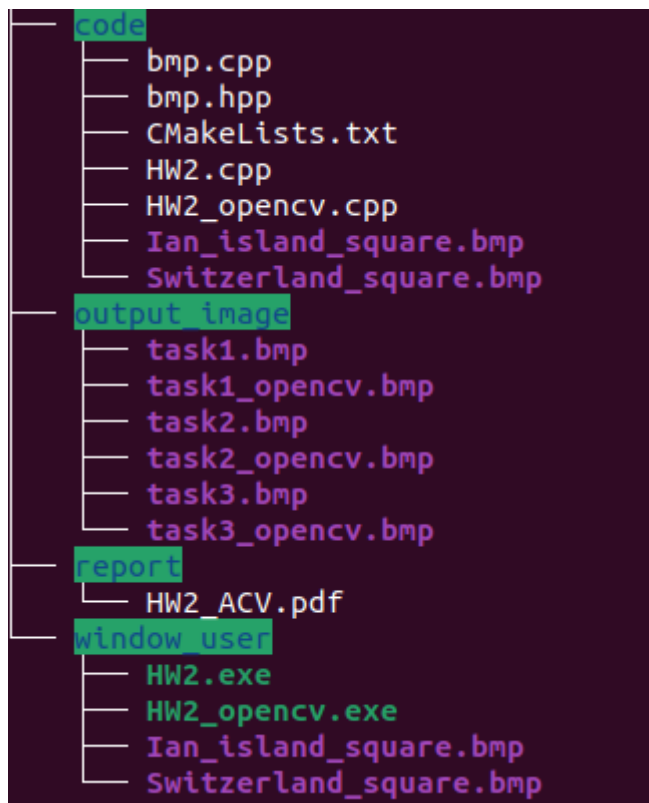 code
bmp.cpp
bmp.hpp
CMakeLists.txt
HW2.cpp
HW2_opencv.cpp
Ian_island_square.bmp
Switzerland_square.bmp
output_image
task1.bmp
task1_opencv.bmp
task2.bmp
task2_opencv.bmp
task3.bmp
task3_opencv.bmp
report
HW2_ACV.pdf
window_user
HW2.exe
HW2_opencv.exe
Ian_island_square.bmp
Switzerland_square.bmp